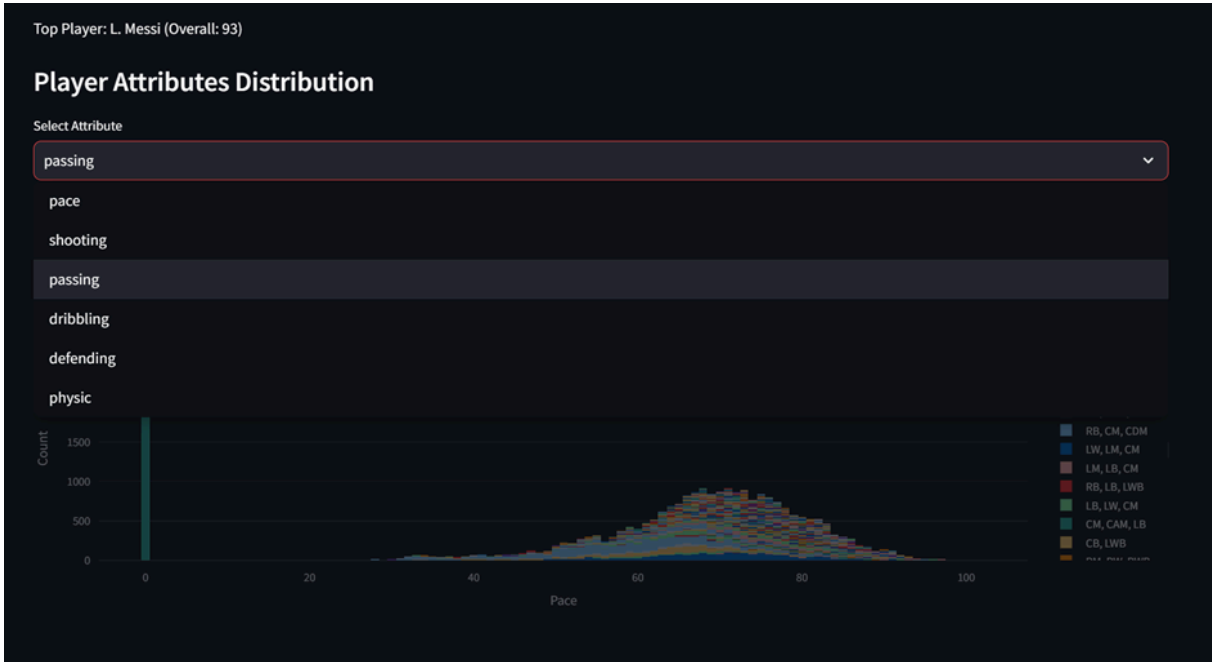 Top Player: L. Messi (Overall: 93)
Player Attributes Distribution
Select Attribute
passing
pace
shooting
passing
dribbling
defending
physic
Count
1500
1000
500
0
0 20 40 60 80 100
Pace
RB, CM, CDM
LW, LM, CM
LM, LB, CM
RB, LB, LWB
LB, LW, CM
CM, CAM, LB
CB, LWB